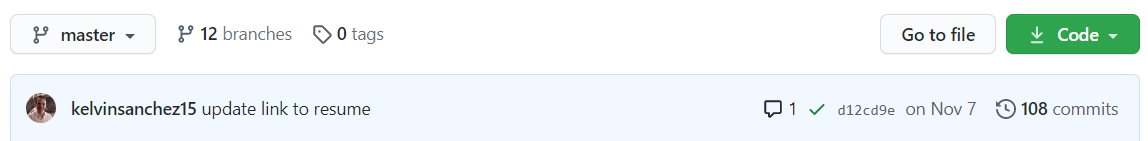 master 12 branches 0 tags Go to file Code
kelvinsanchez15 update link to resume 1 d12cd9e on Nov 7 108 commits